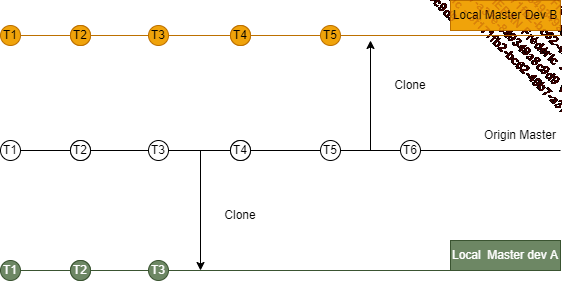 Local Master Dev B
T1 T2 T3 T4 T5
Clone
Origin Master
T1 T2 T3 T4 T5 T6
Clone
Local Master dev A
T1 T2 T3